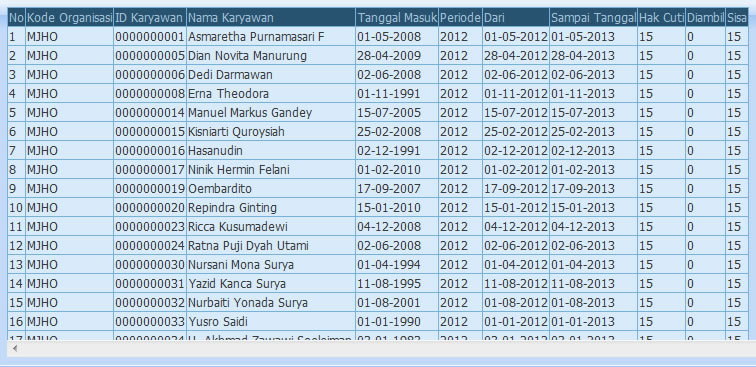 No Kode Organisasi ID Karyawan Nama Karyawan Tanggal Masuk Periode Dari Sampai Tanggal Hak Cuti Diambil Sisa
1 MJHO 0000000001 Asmaretha Purnamasari F 01-05-2008 2012 01-05-2012 01-05-2013 15 0 15
2 MJHO 0000000005 Dian Novita Manurung 28-04-2009 2012 28-04-2012 28-04-2013 15 0 15
3 MJHO 0000000006 Dedi Darmawan 02-06-2008 2012 02-06-2012 02-06-2013 15 0 15
4 MJHO 0000000008 Erna Theodora 01-11-1991 2012 01-11-2012 01-11-2013 15 0 15
5 MJHO 0000000014 Manuel Markus Gandey 15-07-2005 2012 15-07-2012 15-07-2013 15 0 15
6 MJHO 0000000015 Kisniarti Quroysiah 25-02-2008 2012 25-02-2012 25-02-2013 15 0 15
7 MJHO 0000000016 Hasanudin 02-12-1991 2012 02-12-2012 02-12-2013 15 0 15
8 MJHO 0000000017 Ninik Hermin Felani 01-02-2010 2012 01-02-2012 01-02-2013 15 0 15
9 MJHO 0000000019 Oembardito 17-09-2007 2012 17-09-2012 17-09-2013 15 0 15
10 MJHO 0000000020 Repindra Ginting 15-01-2010 2012 15-01-2012 15-01-2013 15 0 15
11 MJHO 0000000023 Ricca Kusumadewi 04-12-2008 2012 04-12-2012 04-12-2013 15 0 15
12 MJHO 0000000024 Ratna Puji Dyah Utami 02-06-2008 2012 02-06-2012 02-06-2013 15 0 15
13 MJHO 0000000030 Nursani Mona Surya 01-04-1994 2012 01-04-2012 01-04-2013 15 0 15
14 MJHO 0000000031 Yazid Kanca Surya 11-08-1995 2012 11-08-2012 11-08-2013 15 0 15
15 MJHO 0000000032 Nurbaiti Yonada Surya 01-08-2001 2012 01-08-2012 01-08-2013 15 0 15
16 MJHO 0000000033 Yusro Saidi 01-01-1990 2012 01-01-2012 01-01-2013 15 0 15
17 MJHO 2012 15 0 15